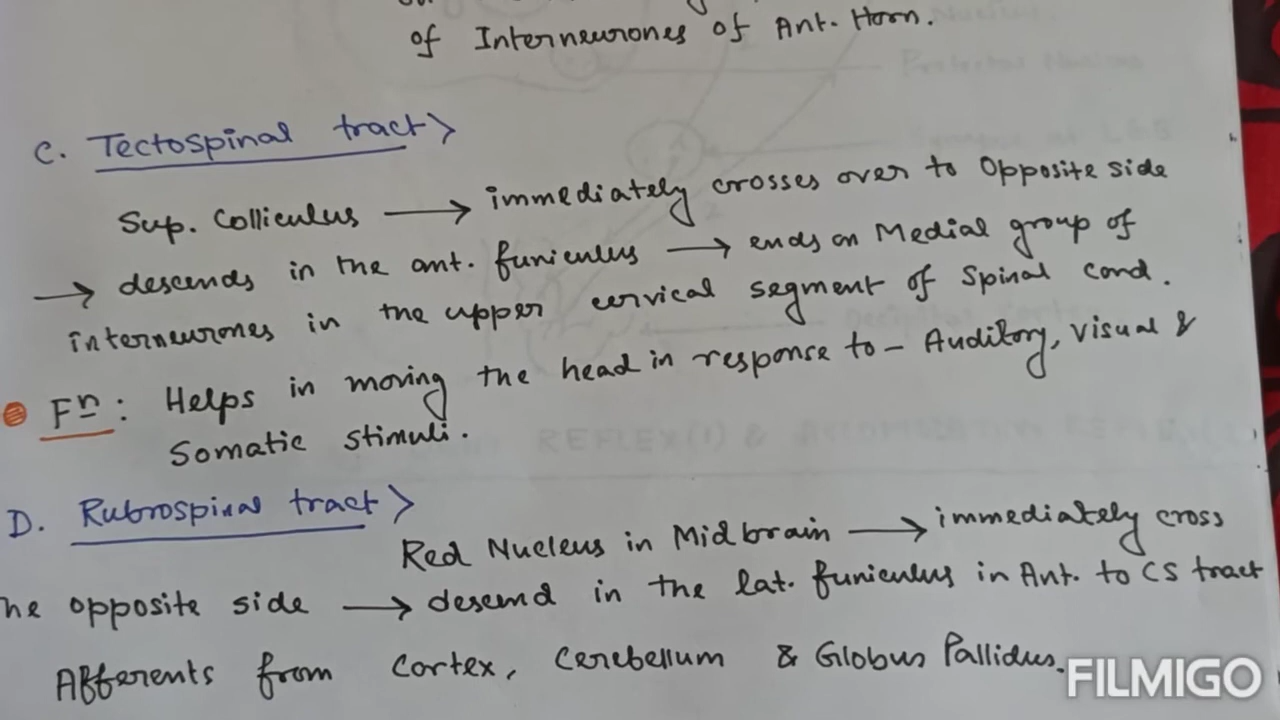 of Interneurones of Ant. Horn.
C. Tectospinal tract >
Sup. Colliculus → immediately crosses over to Opposite side
→ descends in the ant. funiculus → ends on Medial group of
interneurones in the upper cervical segment of Spinal cord.
Fn : Helps in moving the head in response to – Auditory, visual &
Somatic stimuli.
D. Rubrospinal tract >
Red Nucleus in Midbrain → immediately cross
he opposite side → descend in the lat. funiculus in Ant. to CS tract
Afferents from Cortex, Cerebellum & Globus Pallidus.
FILMIGO